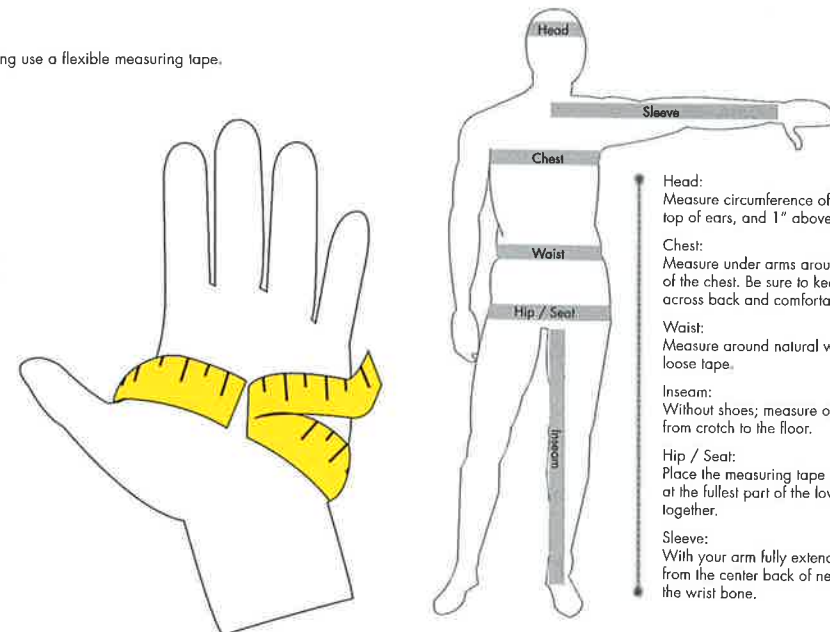 ng use a flexible measuring tape.
Head
Sleeve
Chest
Waist
Hip / Seat
Inseam
Head:
Measure circumference of
top of ears, and 1" above
Chest:
Measure under arms arou
of the chest. Be sure to kee
across back and comforta
Waist:
Measure around natural w
loose tape.
Inseam:
Without shoes; measure o
from crotch to the floor.
Hip / Seat:
Place the measuring tape
at the fullest part of the lov
together.
Sleeve:
With your arm fully extend
from the center back of ne
the wrist bone.